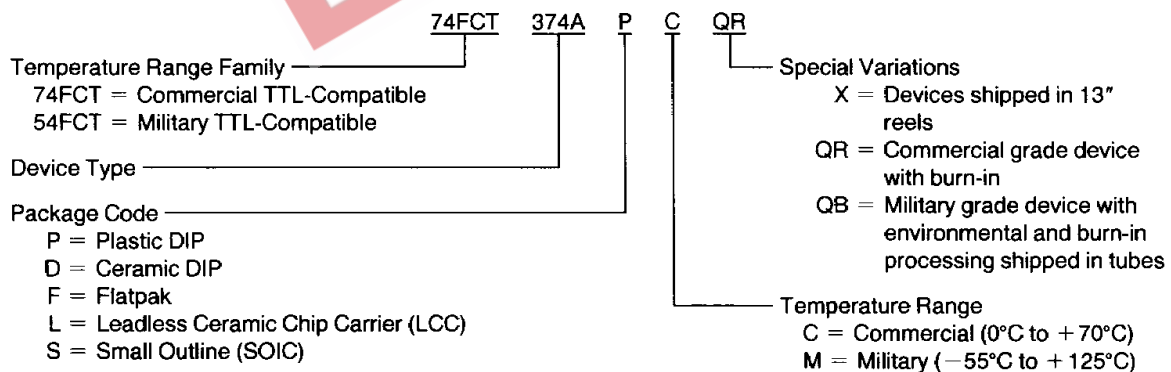 74FCT 374A P C QR
Temperature Range Family
74FCT = Commercial TTL-Compatible
54FCT = Military TTL-Compatible
Device Type
Package Code
P = Plastic DIP
D = Ceramic DIP
F = Flatpak
L = Leadless Ceramic Chip Carrier (LCC)
S = Small Outline (SOIC)
Special Variations
X = Devices shipped in 13"
reels
QR = Commercial grade device
with burn-in
QB = Military grade device with
environmental and burn-in
processing shipped in tubes
Temperature Range
C = Commercial (0°C to +70°C)
M = Military (−55°C to +125°C)